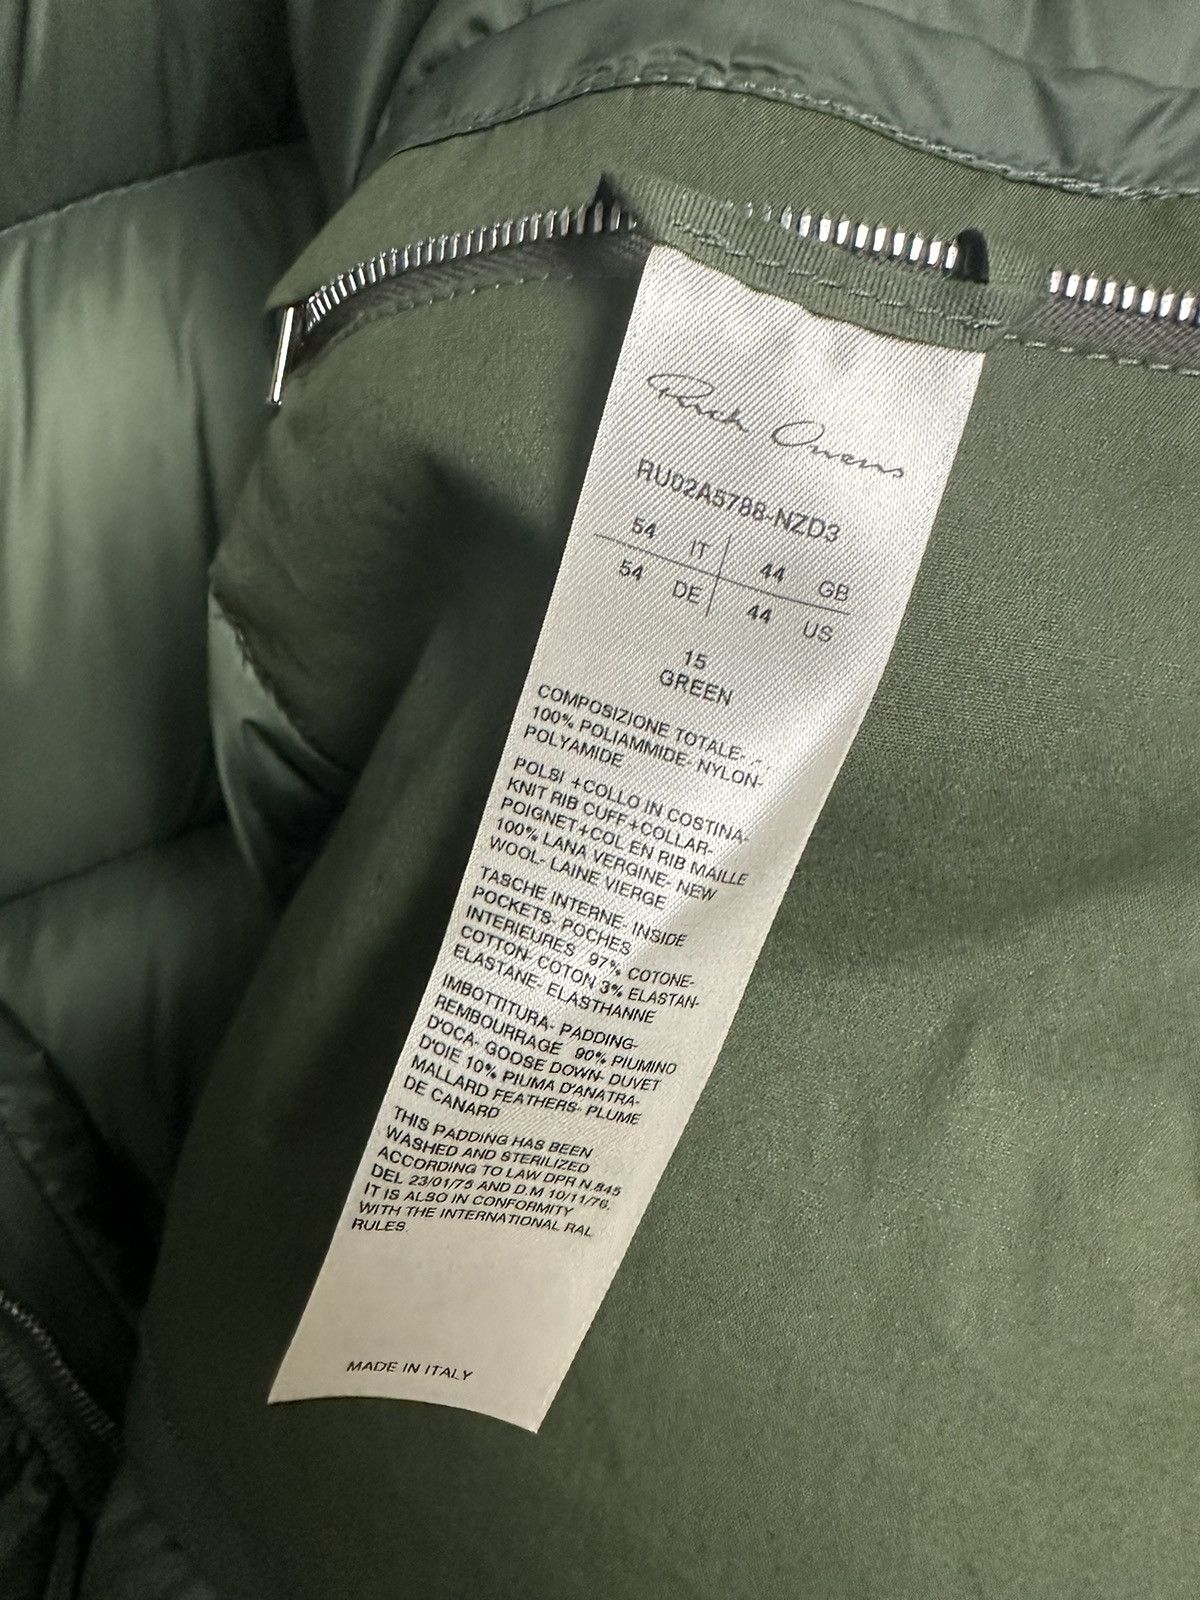 Rick Owens
RU02A5788-NZD3
54 IT 44 GB
54 DE 44 US
15
GREEN
COMPOSIZIONE TOTALE-
100% POLIAMMIDE- NYLON-
POLYAMIDE
POLSI +COLLO IN COSTINA-
KNIT RIB CUFF+COLLAR-
POIGNET+COL EN RIB MAILLE
100% LANA VERGINE- NEW
WOOL- LAINE VIERGE
TASCHE INTERNE- INSIDE
POCKETS- POCHES
INTERIEURES 97% COTONE-
COTTON- COTON 3% ELASTAN-
ELASTANE- ELASTHANNE
IMBOTTITURA- PADDING-
REMBOURRAGE 90% PIUMINO
D'OCA- GOOSE DOWN- DUVET
D'OIE 10% PIUMA D'ANATRA-
MALLARD FEATHERS- PLUME
DE CANARD
THIS PADDING HAS BEEN
WASHED AND STERILIZED
ACCORDING TO LAW DPR N.845
DEL 23/01/75 AND D.M 10/11/76.
IT IS ALSO IN CONFORMITY
WITH THE INTERNATIONAL RAL
RULES
MADE IN ITALY